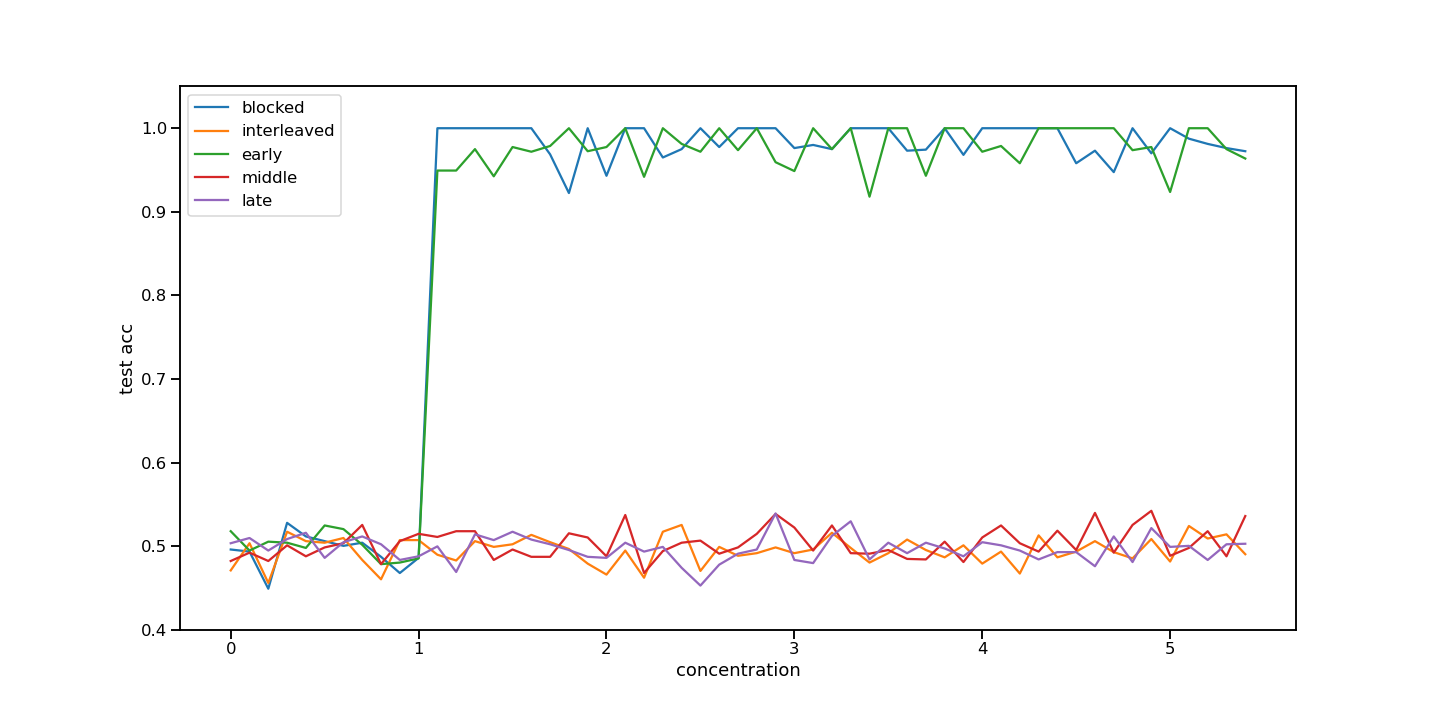 blocked
interleaved
early
middle
late
1.0
0.9
0.8
0.7
0.6
0.5
0.4
test acc
0 1 2 3 4 5
concentration